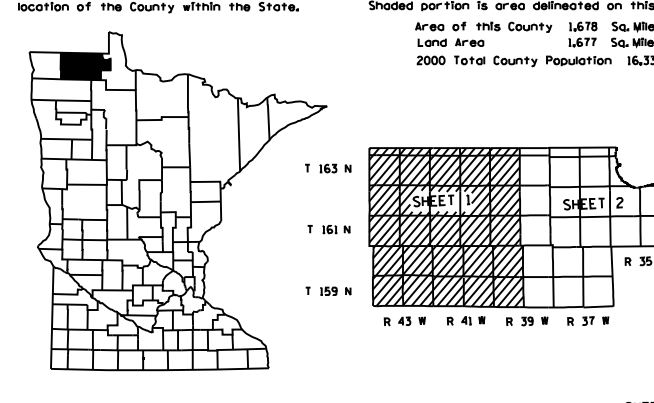 location of the County within the State.
Shaded portion is area delineated on this
Area of this County 1,678 Sq. Mile
Land Area 1,677 Sq. Mile
2000 Total County Population 16,33
T 163 N
SHEET 1
SHEET 2
T 161 N
R 35
T 159 N
R 43 W R 41 W R 39 W R 37 W